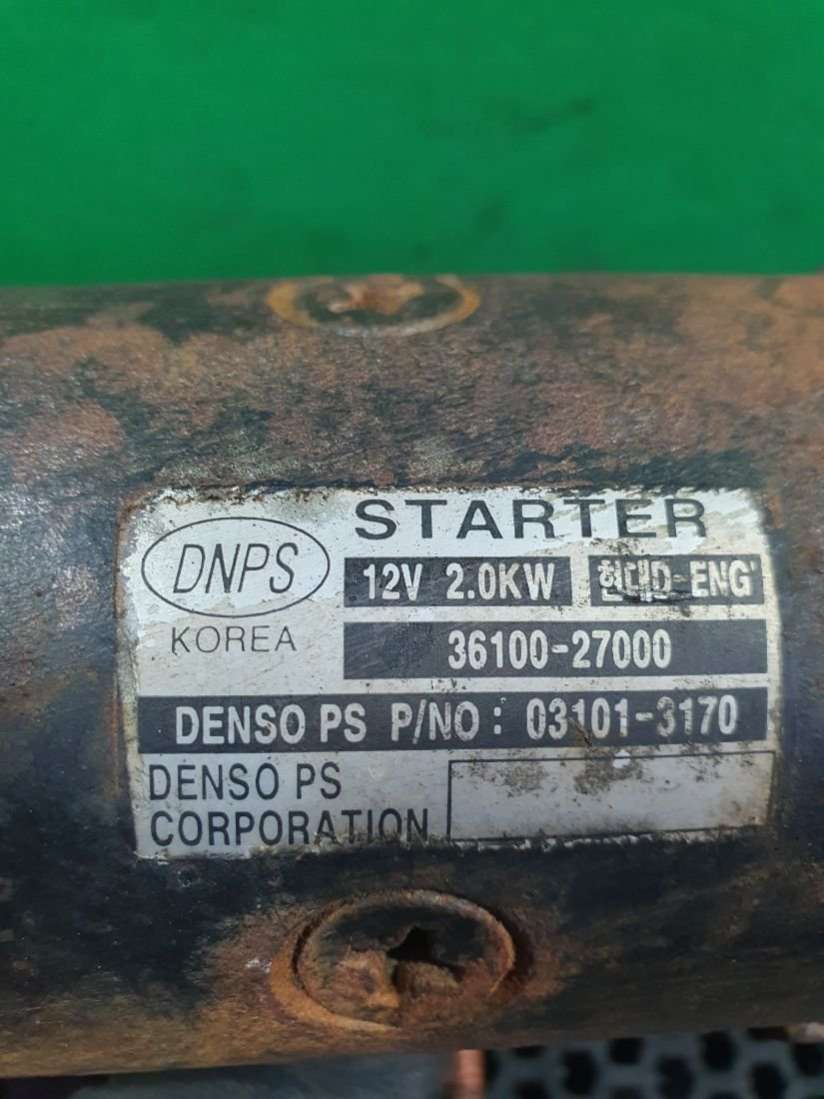 STARTER
DNPS
12V 2.0KW 현대D-ENG'
KOREA
36100-27000
DENSO PS P/NO: 03101-3170
DENSO PS
CORPORATION